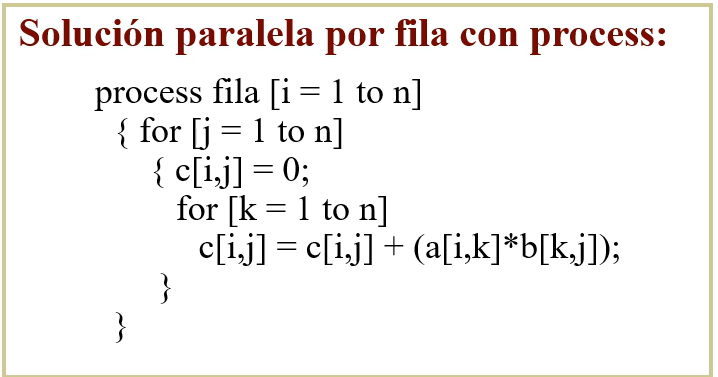 Solución paralela por fila con process:
process fila [i = 1 to n]
{ for [j = 1 to n]
{ c[i,j] = 0;
for [k = 1 to n]
c[i,j] = c[i,j] + (a[i,k]*b[k,j]);
}
}